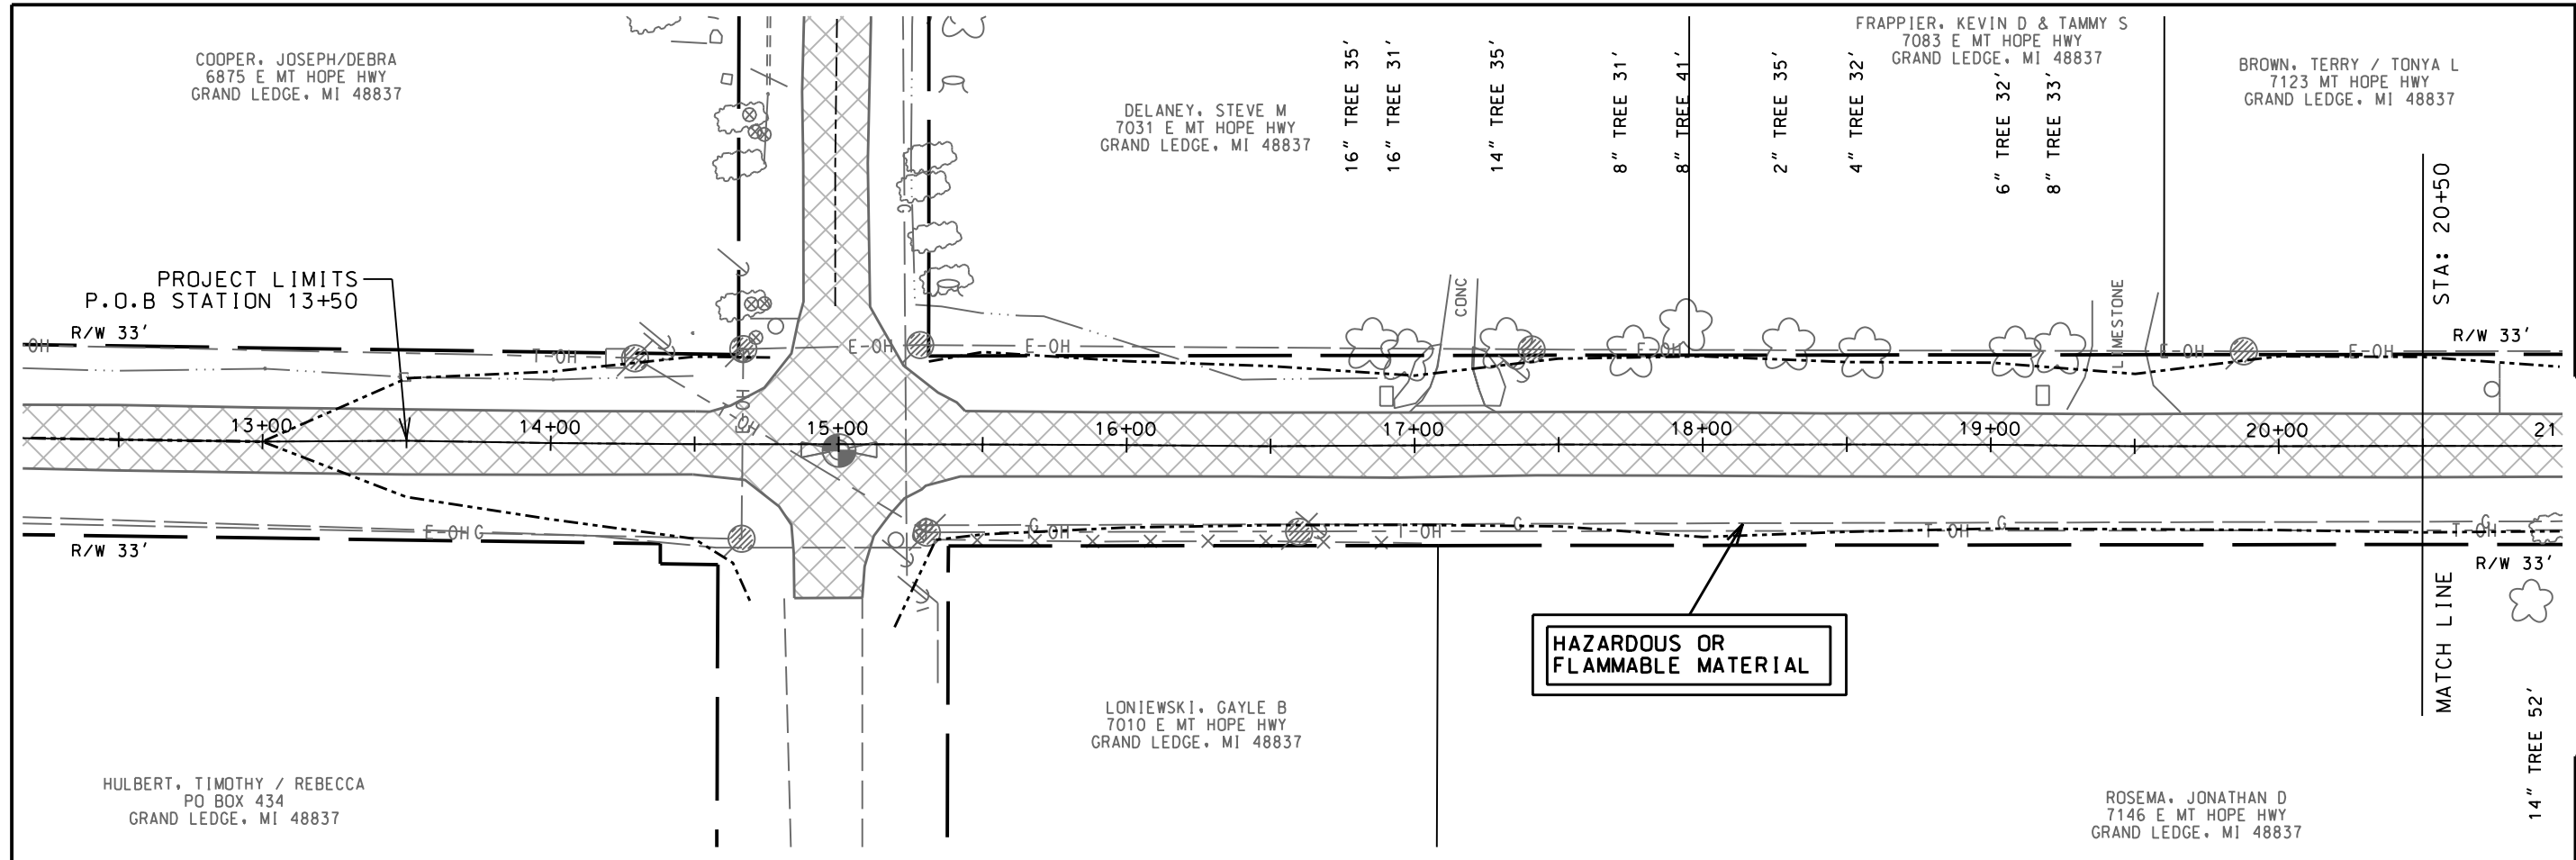 COOPER, JOSEPH/DEBRA
6875 E MT HOPE HWY
GRAND LEDGE, MI 48837
DELANEY, STEVE M
7031 E MT HOPE HWY
GRAND LEDGE, MI 48837
16" TREE 35'
16" TREE 31'
14" TREE 35'
8" TREE 31'
8" TREE 41'
2" TREE 35'
4" TREE 32'
FRAPPIER, KEVIN D & TAMMY S
7083 E MT HOPE HWY
GRAND LEDGE, MI 48837
6" TREE 32'
8" TREE 33'
BROWN, TERRY / TONYA L
7123 MT HOPE HWY
GRAND LEDGE, MI 48837
STA: 20+50
PROJECT LIMITS
P.O.B STATION 13+50
R/W 33'
OH
T-OH
E-OH
E-OH
CONC
E-OH
LIMESTONE
E-OH
E-OH
R/W 33'
G
13+00
14+00
15+00
16+00
17+00
18+00
19+00
20+00
21
R/W 33'
E-OH
G
G
-OH
T-OH
G
T-OH
G
T-OH
G
R/W 33'
HAZARDOUS OR
FLAMMABLE MATERIAL
MATCH LINE
LONIEWSKI, GAYLE B
7010 E MT HOPE HWY
GRAND LEDGE, MI 48837
HULBERT, TIMOTHY / REBECCA
PO BOX 434
GRAND LEDGE, MI 48837
ROSEMA, JONATHAN D
7146 E MT HOPE HWY
GRAND LEDGE, MI 48837
14" TREE 52'